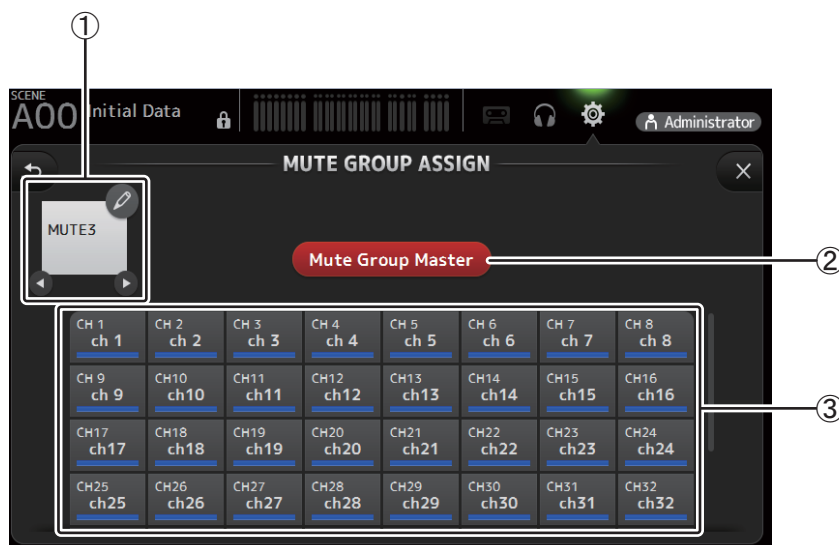 ①
SCENE
A00 Initial Data
Administrator
MUTE GROUP ASSIGN
MUTE3
Mute Group Master
②
CH 1 CH 2 CH 3 CH 4 CH 5 CH 6 CH 7 CH 8
ch 1 ch 2 ch 3 ch 4 ch 5 ch 6 ch 7 ch 8
CH 9 CH10 CH11 CH12 CH13 CH14 CH15 CH16
ch 9 ch10 ch11 ch12 ch13 ch14 ch15 ch16
③
CH17 CH18 CH19 CH20 CH21 CH22 CH23 CH24
ch17 ch18 ch19 ch20 ch21 ch22 ch23 ch24
CH25 CH26 CH27 CH28 CH29 CH30 CH31 CH32
ch25 ch26 ch27 ch28 ch29 ch30 ch31 ch32